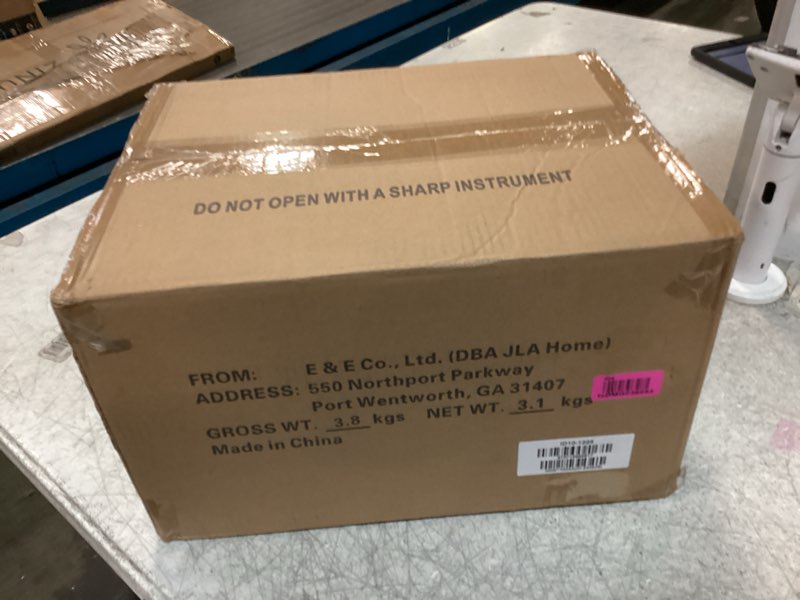 DO NOT OPEN WITH A SHARP INSTRUMENT
FROM: E & E Co., Ltd. (DBA JLA Home)
ADDRESS: 550 Northport Parkway
Port Wentworth, GA 31407
GROSS WT. 3.8 kgs NET WT. 3.1 kgs
Made in China